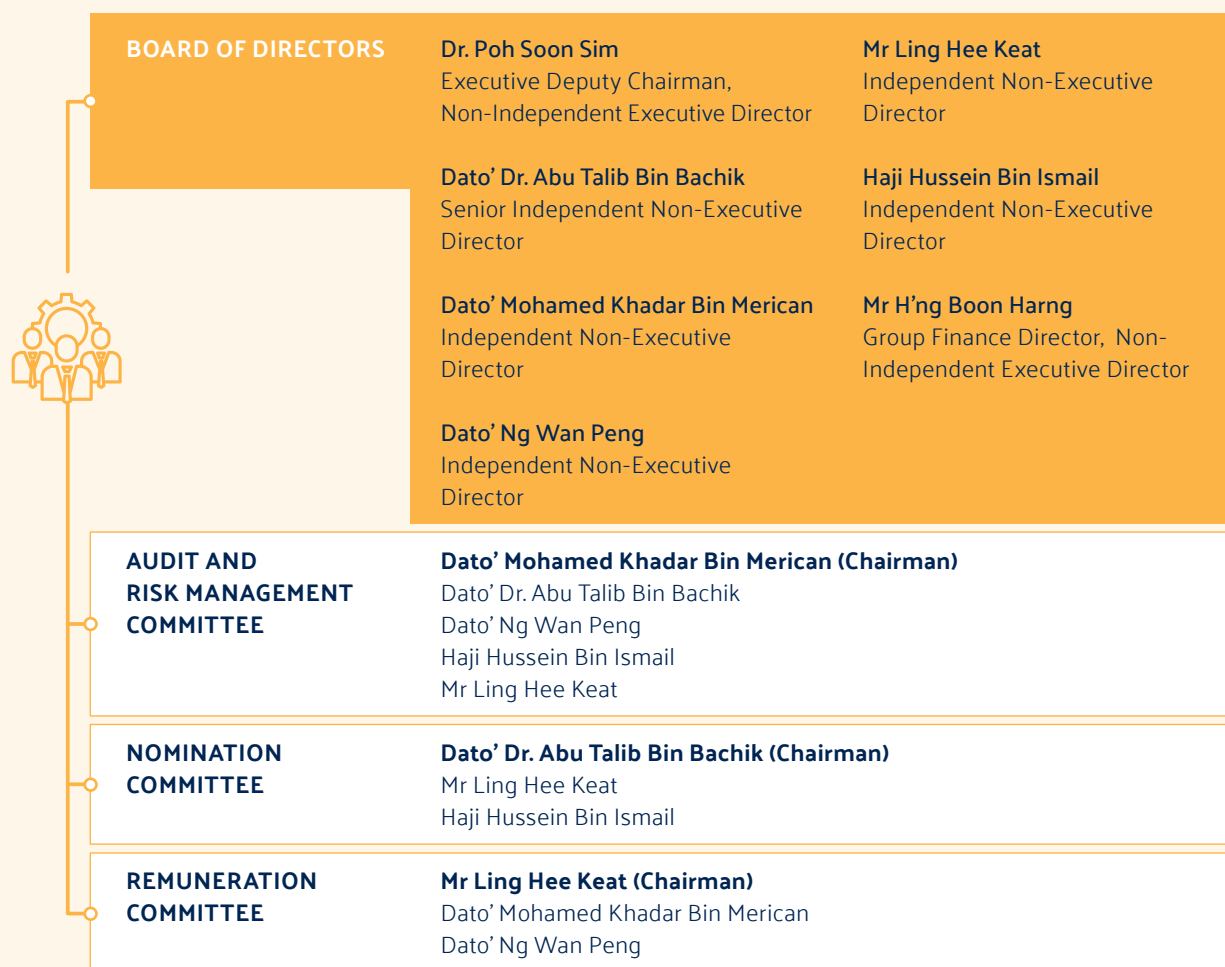 BOARD OF DIRECTORS
Dr. Poh Soon Sim
Executive Deputy Chairman,
Non-Independent Executive Director
Dato’ Dr. Abu Talib Bin Bachik
Senior Independent Non-Executive
Director
Dato’ Mohamed Khadar Bin Merican
Independent Non-Executive
Director
Dato’ Ng Wan Peng
Independent Non-Executive
Director
Mr Ling Hee Keat
Independent Non-Executive
Director
Haji Hussein Bin Ismail
Independent Non-Executive
Director
Mr H’ng Boon Harng
Group Finance Director, Non-
Independent Executive Director
AUDIT AND
RISK MANAGEMENT
COMMITTEE
Dato’ Mohamed Khadar Bin Merican (Chairman)
Dato’ Dr. Abu Talib Bin Bachik
Dato’ Ng Wan Peng
Haji Hussein Bin Ismail
Mr Ling Hee Keat
NOMINATION
COMMITTEE
Dato’ Dr. Abu Talib Bin Bachik (Chairman)
Mr Ling Hee Keat
Haji Hussein Bin Ismail
REMUNERATION
COMMITTEE
Mr Ling Hee Keat (Chairman)
Dato’ Mohamed Khadar Bin Merican
Dato’ Ng Wan Peng